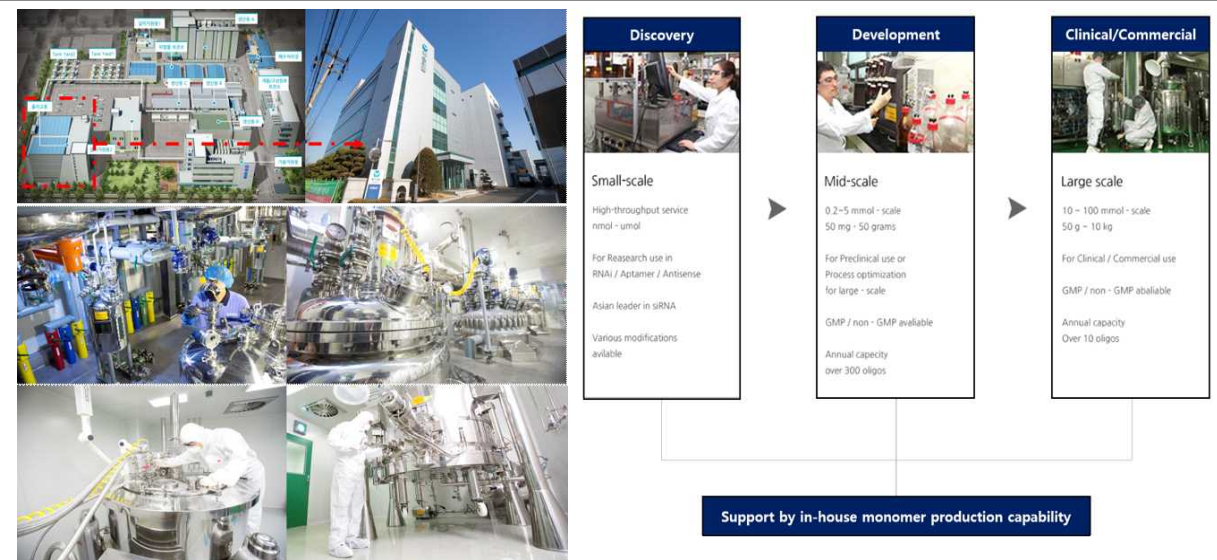 Tank Yard2
Tank Yard1
Discovery
Small-scale
High-throughput service
nmol - umol
For Reasearch use in
RNAi / Aptamer / Antisense
Asian leader in siRNA
Various modifications
avilable
Development
Mid-scale
0.2~5 mmol - scale
50 mg - 50 grams
For Preclinical use or
Process optimization
for large - scale
GMP / non - GMP avaliable
Annual capecity
over 300 oligos
Clinical/Commercial
Large scale
10 ~ 100 mmol - scale
50 g ~ 10 kg
For Clinical / Commercial use
GMP / non - GMP abaliable
Annual capacity
Over 10 oligos
Support by in-house monomer production capability